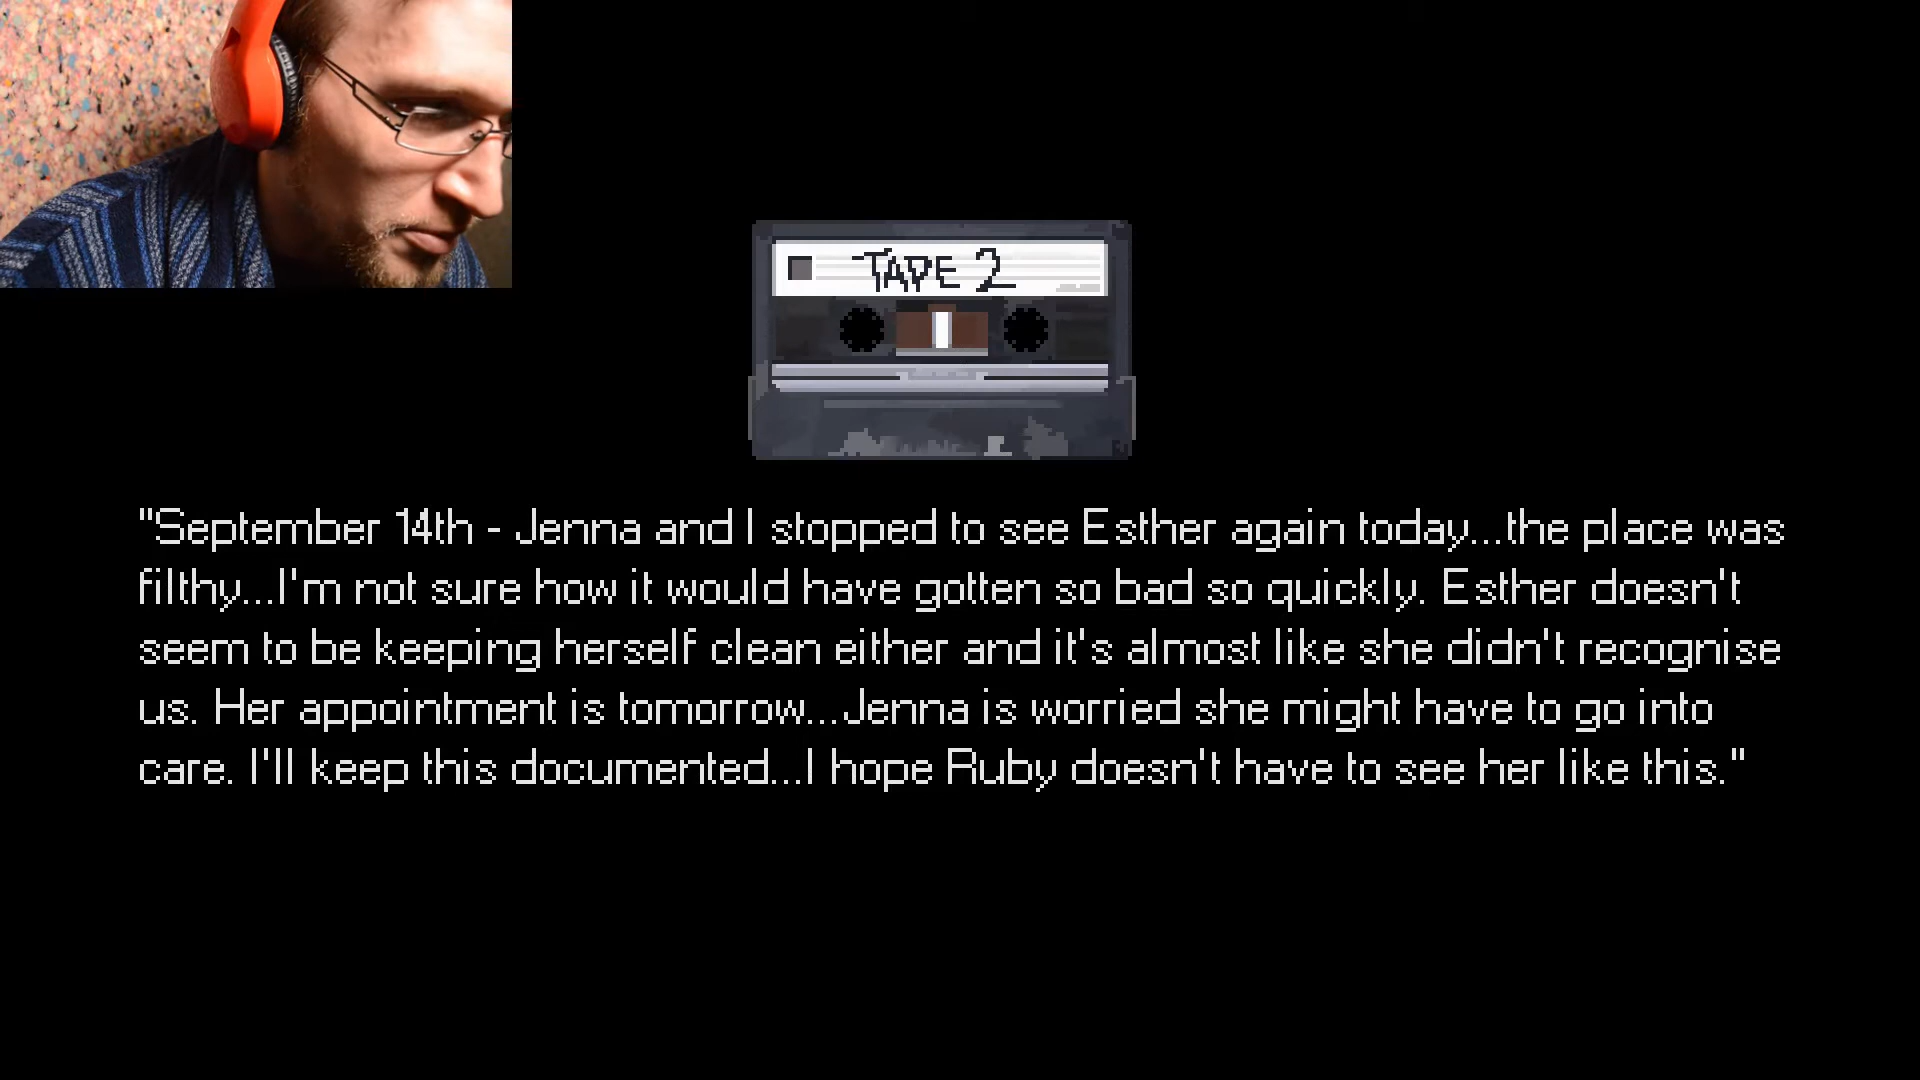 TAPE 2
"September 14th - Jenna and I stopped to see Esther again today...the place was
filthy...I'm not sure how it would have gotten so bad so quickly. Esther doesn't
seem to be keeping herself clean either and it's almost like she didn't recognise
us. Her appointment is tomorrow...Jenna is worried she might have to go into
care. I'll keep this documented...I hope Ruby doesn't have to see her like this."